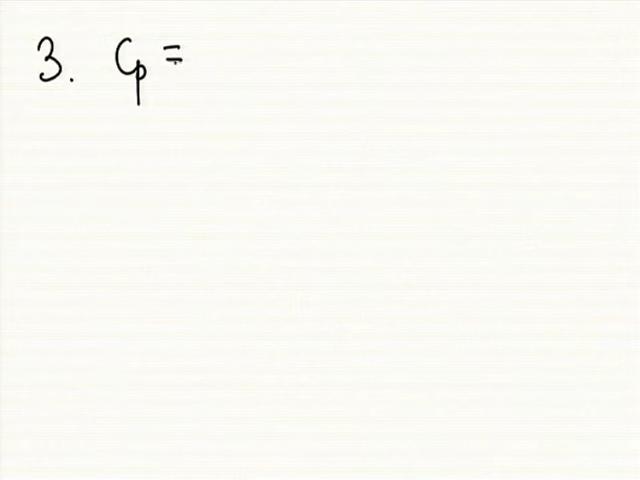 3. Cp =